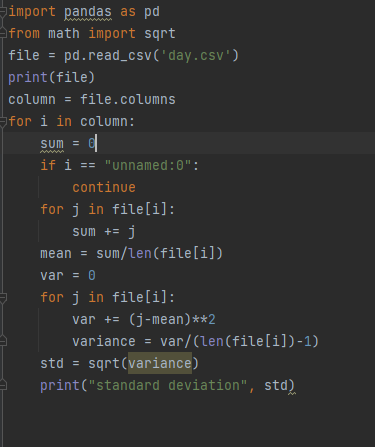 import pandas as pd
from math import sqrt
file = pd.read_csv('day.csv')
print(file)
column = file.columns
for i in column:
    sum = 0
    if i == "unnamed:0":
        continue
    for j in file[i]:
        sum += j
    mean = sum/len(file[i])
    var = 0
    for j in file[i]:
        var += (j-mean)**2
        variance = var/(len(file[i])-1)
    std = sqrt(variance)
    print("standard deviation", std)